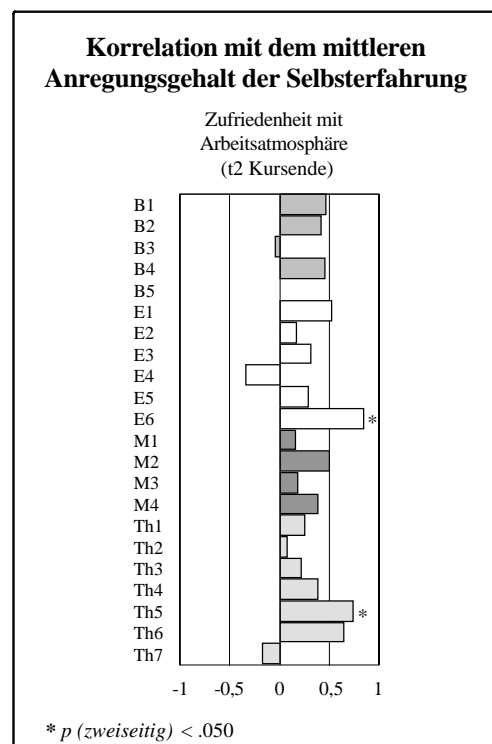 Korrelation mit dem mittleren
Anregungsgehalt der Selbsterfahrung
Zufriedenheit mit
Arbeitsatmosphäre
(t2 Kursende)
B1
B2
B3
B4
B5
E1
E2
E3
E4
E5
E6
*
M1
M2
M3
M4
Th1
Th2
Th3
Th4
Th5
*
Th6
Th7
-1 -0,5 0 0,5 1
* p (zweiseitig) < .050